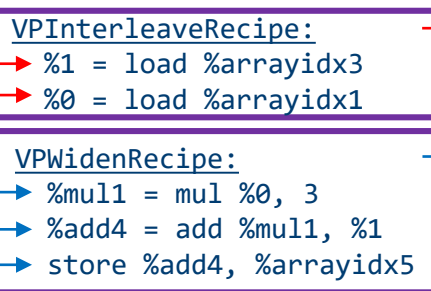 VPInterleaveRecipe:
%1 = load %arrayidx3
%0 = load %arrayidx1
VPWidenRecipe:
%mul1 = mul %0, 3
%add4 = add %mul1, %1
store %add4, %arrayidx5